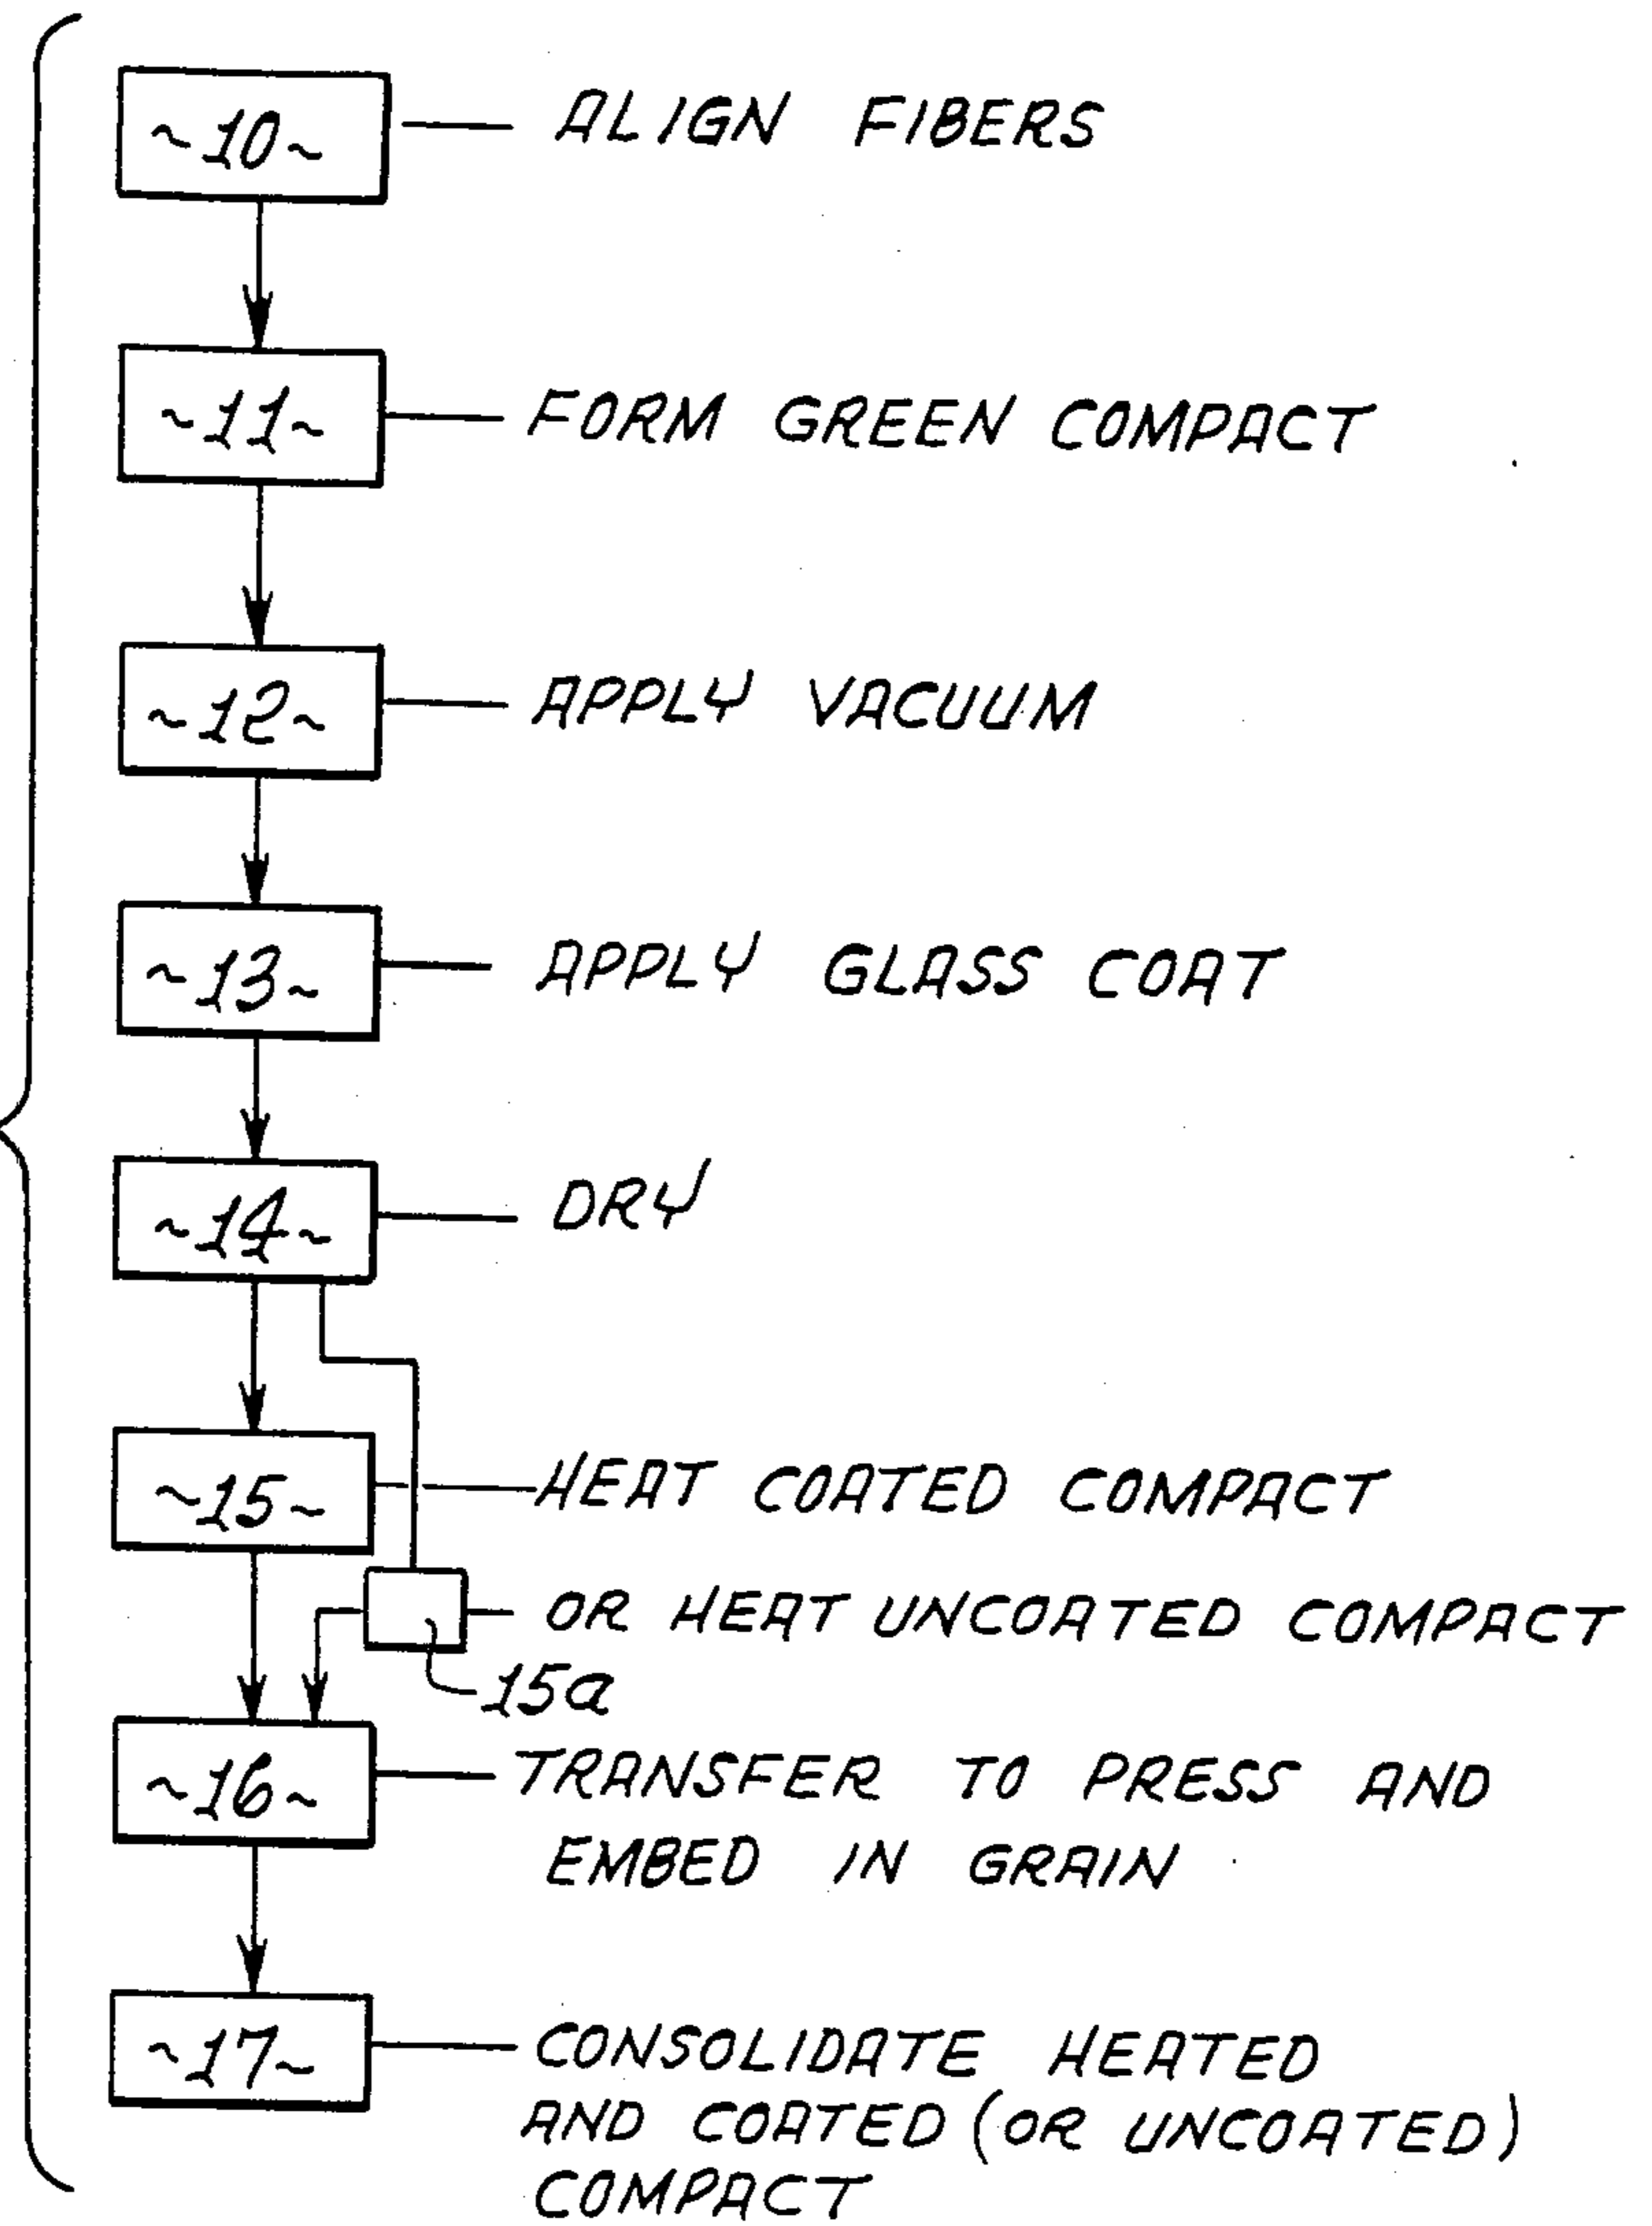 ~10~ ALIGN FIBERS
~11~ FORM GREEN COMPACT
~12~ APPLY VACUUM
~13~ APPLY GLASS COAT
~14~ DRY
~15~ HEAT COATED COMPACT
OR HEAT UNCOATED COMPACT
15a
~16~ TRANSFER TO PRESS AND
EMBED IN GRAIN
~17~ CONSOLIDATE HEATED
AND COATED (OR UNCOATED)
COMPACT